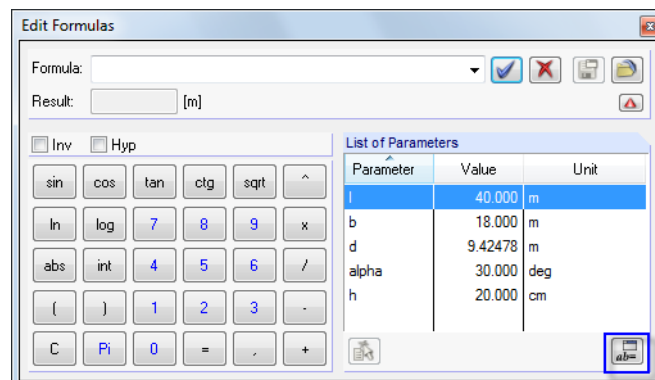 Edit Formulas
Formula:
Result: [m]
Inv Hyp
sin cos tan ctg sqrt ^
ln log 7 8 9 x
abs int 4 5 6 /
( ) 1 2 3 -
C Pi 0 = , +
List of Parameters
Parameter Value Unit
l 40.000 m
b 18.000 m
d 9.42478 m
alpha 30.000 deg
h 20.000 cm
ab=